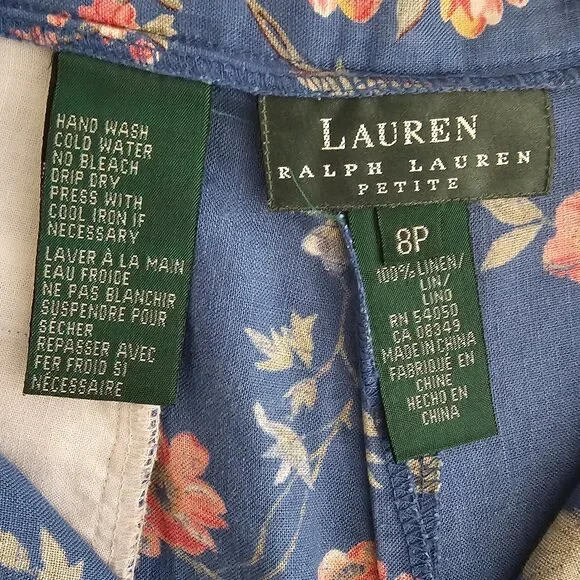 HAND WASH
COLD WATER
NO BLEACH
DRIP DRY
PRESS WITH
COOL IRON IF
NECESSARY
LAVER À LA MAIN
EAU FROIDE
NE PAS BLANCHIR
SUSPENDRE POUR
SÉCHER
REPASSER AVEC
FER FROID SI
NÉCESSAIRE
LAUREN
RALPH LAUREN
PETITE
8P
100% LINEN/
LIN/
LINO
RN 54050
CA 08349
MADE IN CHINA
FABRIQUÉ EN
CHINE
HECHO EN
CHINA